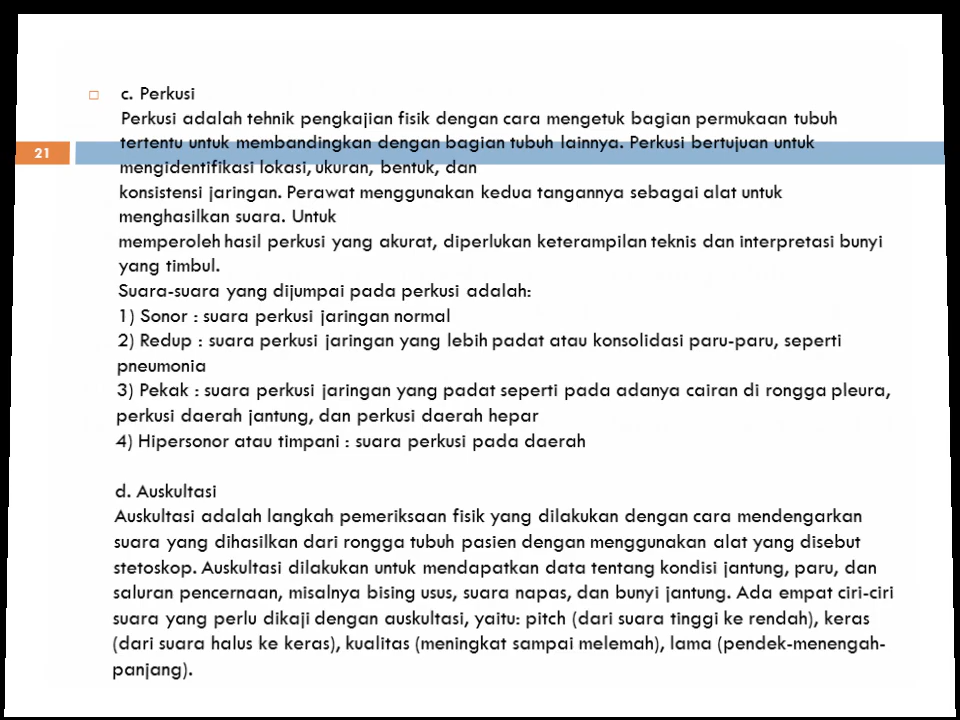 c. Perkusi
Perkusi adalah tehnik pengkajian fisik dengan cara mengetuk bagian permukaan tubuh
21
tertentu untuk membandingkan dengan bagian tubuh lainnya. Perkusi bertujuan untuk
mengidentifikasi lokasi, ukuran, bentuk, dan
konsistensi jaringan. Perawat menggunakan kedua tangannya sebagai alat untuk
menghasilkan suara. Untuk
memperoleh hasil perkusi yang akurat, diperlukan keterampilan teknis dan interpretasi bunyi
yang timbul.
Suara-suara yang dijumpai pada perkusi adalah:
1) Sonor : suara perkusi jaringan normal
2) Redup : suara perkusi jaringan yang lebih padat atau konsolidasi paru-paru, seperti
pneumonia
3) Pekak : suara perkusi jaringan yang padat seperti pada adanya cairan di rongga pleura,
perkusi daerah jantung, dan perkusi daerah hepar
4) Hipersonor atau timpani : suara perkusi pada daerah
d. Auskultasi
Auskultasi adalah langkah pemeriksaan fisik yang dilakukan dengan cara mendengarkan
suara yang dihasilkan dari rongga tubuh pasien dengan menggunakan alat yang disebut
stetoskop. Auskultasi dilakukan untuk mendapatkan data tentang kondisi jantung, paru, dan
saluran pencernaan, misalnya bising usus, suara napas, dan bunyi jantung. Ada empat ciri-ciri
suara yang perlu dikaji dengan auskultasi, yaitu: pitch (dari suara tinggi ke rendah), keras
(dari suara halus ke keras), kualitas (meningkat sampai melemah), lama (pendek-menengah-
panjang).